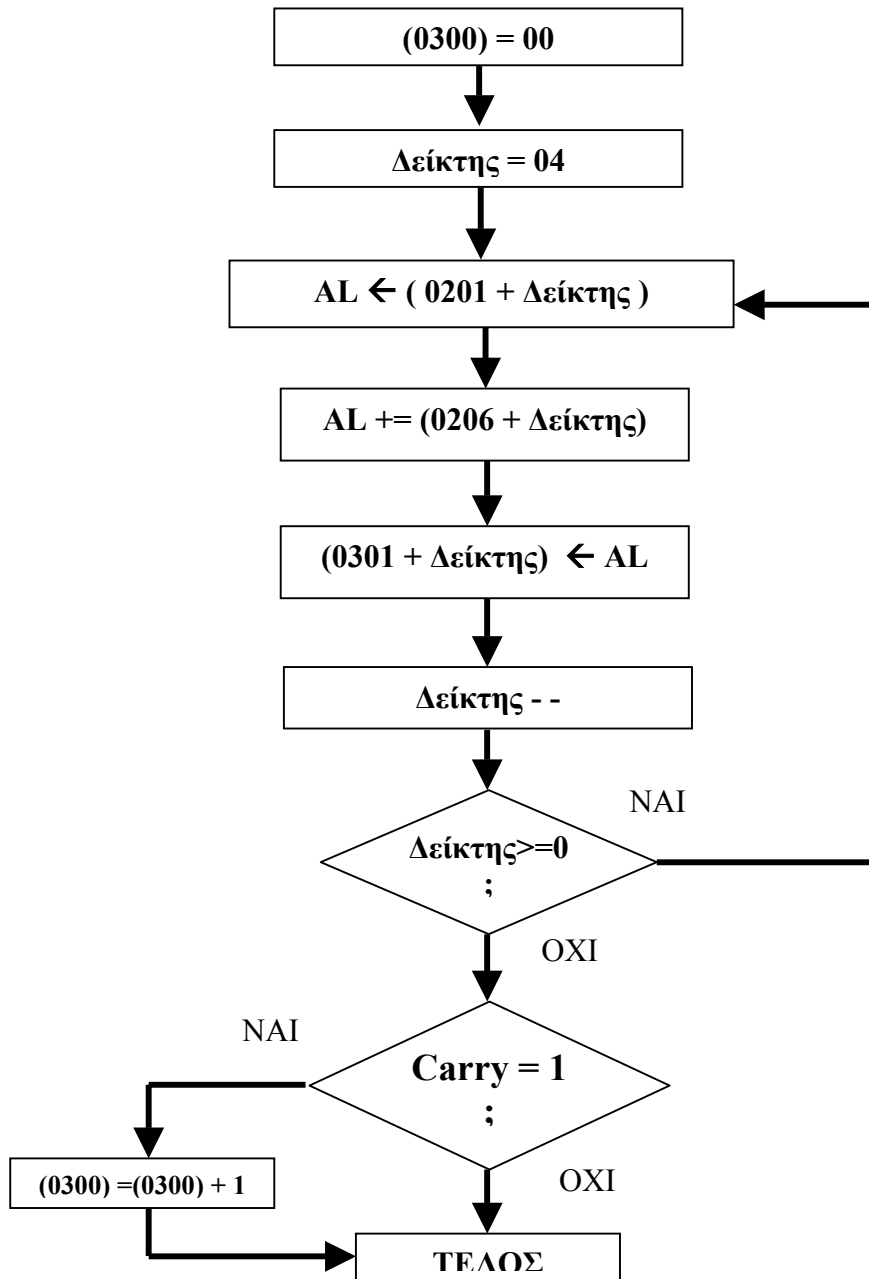 (0300) = 00
Δείκτης = 04
AL ← ( 0201 + Δείκτης )
AL += (0206 + Δείκτης)
(0301 + Δείκτης) ← AL
Δείκτης - -
ΝΑΙ
Δείκτης>=0
;
ΟΧΙ
ΝΑΙ
Carry = 1
;
ΟΧΙ
(0300) =(0300) + 1
ΤΕΛΟΣ